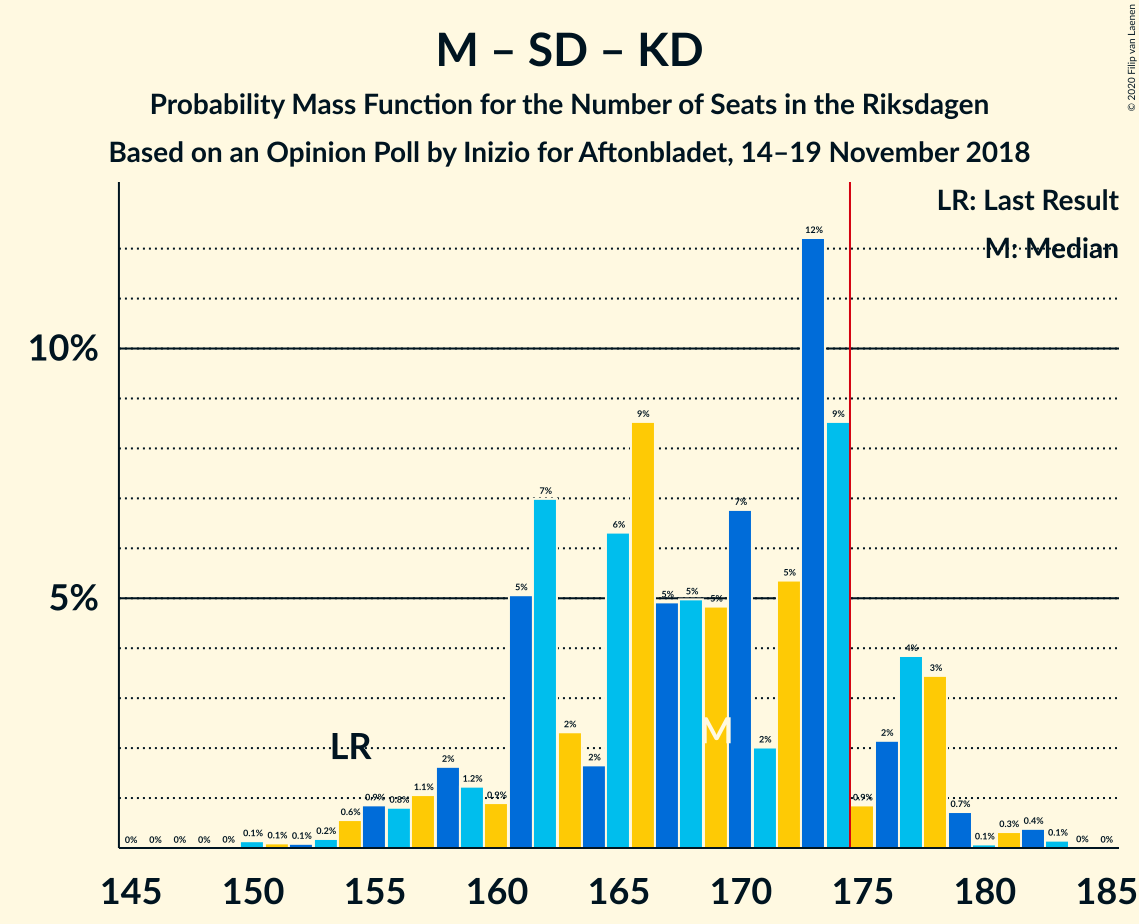 M – SD – KD
Probability Mass Function for the Number of Seats in the Riksdagen
Based on an Opinion Poll by Inizio for Aftonbladet, 14–19 November 2018
© 2020 Filip van Laenen
LR: Last Result
M: Median
10%
5%
0% 0% 0% 0% 0% 0.1% 0.1% 0.1% 0.2% 0.6% 0.9% 0.8% 1.1% 2% 1.2% 0.9% 5% 7% 2% 2% 6% 9% 5% 5% 5% 7% 2% 5% 12% 9% 0.9% 2% 4% 3% 0.7% 0.1% 0.3% 0.4% 0.1% 0% 0%
LR
M
145 150 155 160 165 170 175 180 185